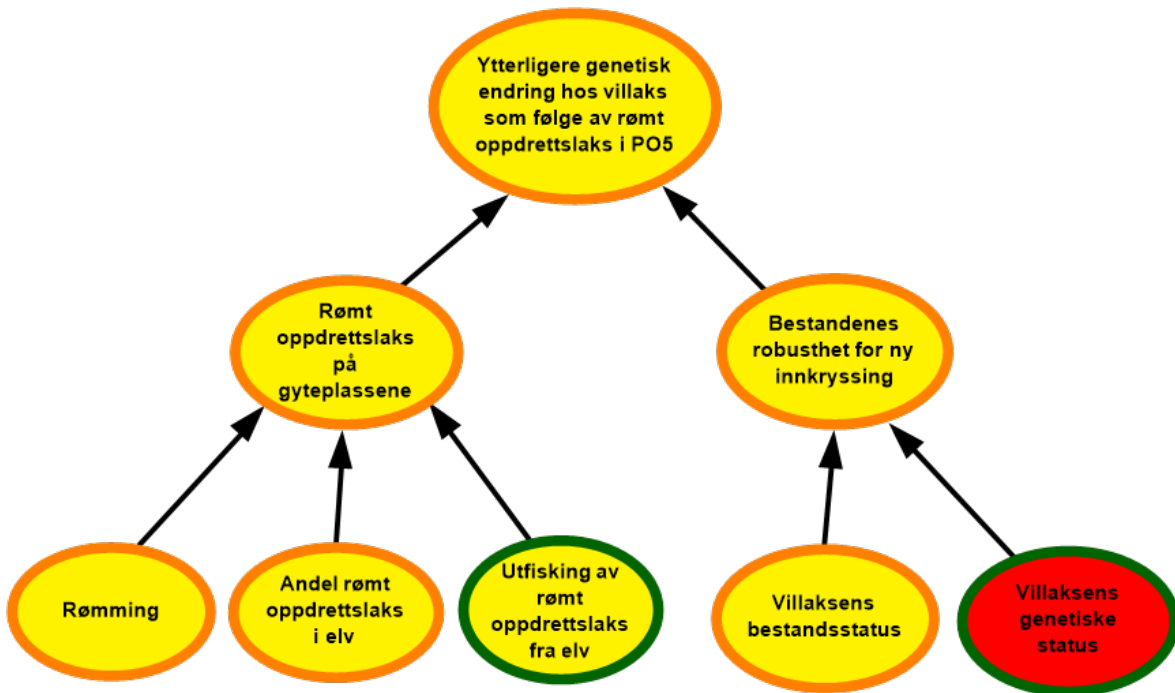 Ytterligere genetisk
endring hos villaks
som følge av rømt
oppdrettslaks i PO5
Rømt
oppdrettslaks
på
gyteplassene
Bestandenes
robusthet for ny
innkryssing
Rømming
Andel rømt
oppdrettslaks
i elv
Utfisking av
rømt
oppdrettslaks
fra elv
Villaksens
bestandsstatus
Villaksens
genetiske
status